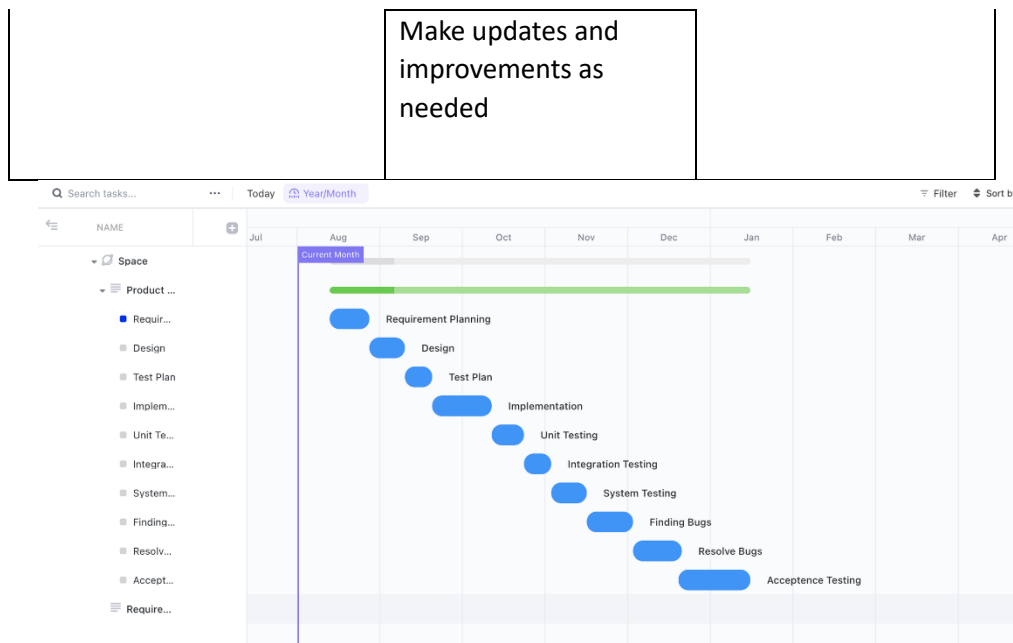 Make updates and
improvements as
needed
Search tasks... ... Today Year/Month Filter Sort b
NAME
Jul Aug Sep Oct Nov Dec Jan Feb Mar Apr
Current Month
Space
Product ...
Requir... Requirement Planning
Design Design
Test Plan Test Plan
Implem... Implementation
Unit Te... Unit Testing
Integra... Integration Testing
System... System Testing
Finding... Finding Bugs
Resolv... Resolve Bugs
Accept... Acceptence Testing
Require...